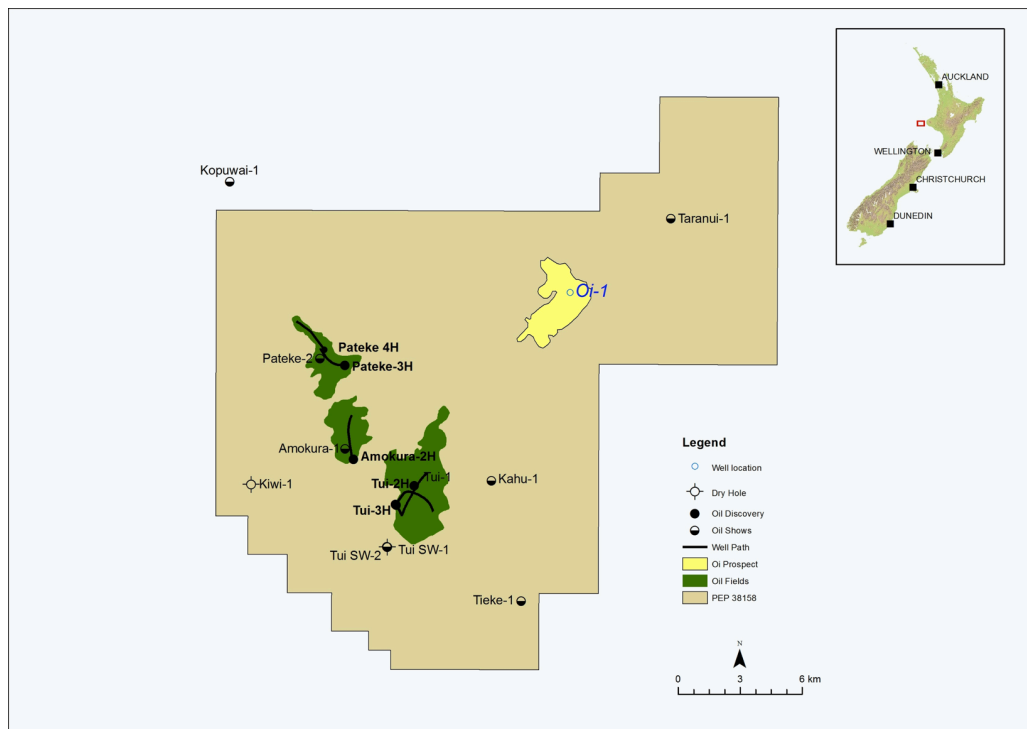 AUCKLAND
WELLINGTON
CHRISTCHURCH
DUNEDIN
Kopuwai-1
Taranui-1
Oi-1
Pateke 4H
Pateke-2
Pateke-3H
Amokura-1
Amokura-2H
Tui-1
Tui-2H
Kiwi-1
Kahu-1
Tui-3H
Tui SW-2
Tui SW-1
Tieke-1
Legend
Well location
Dry Hole
Oil Discovery
Oil Shows
Well Path
Oi Prospect
Oil Fields
PEP 38158
N
0 3 6 km